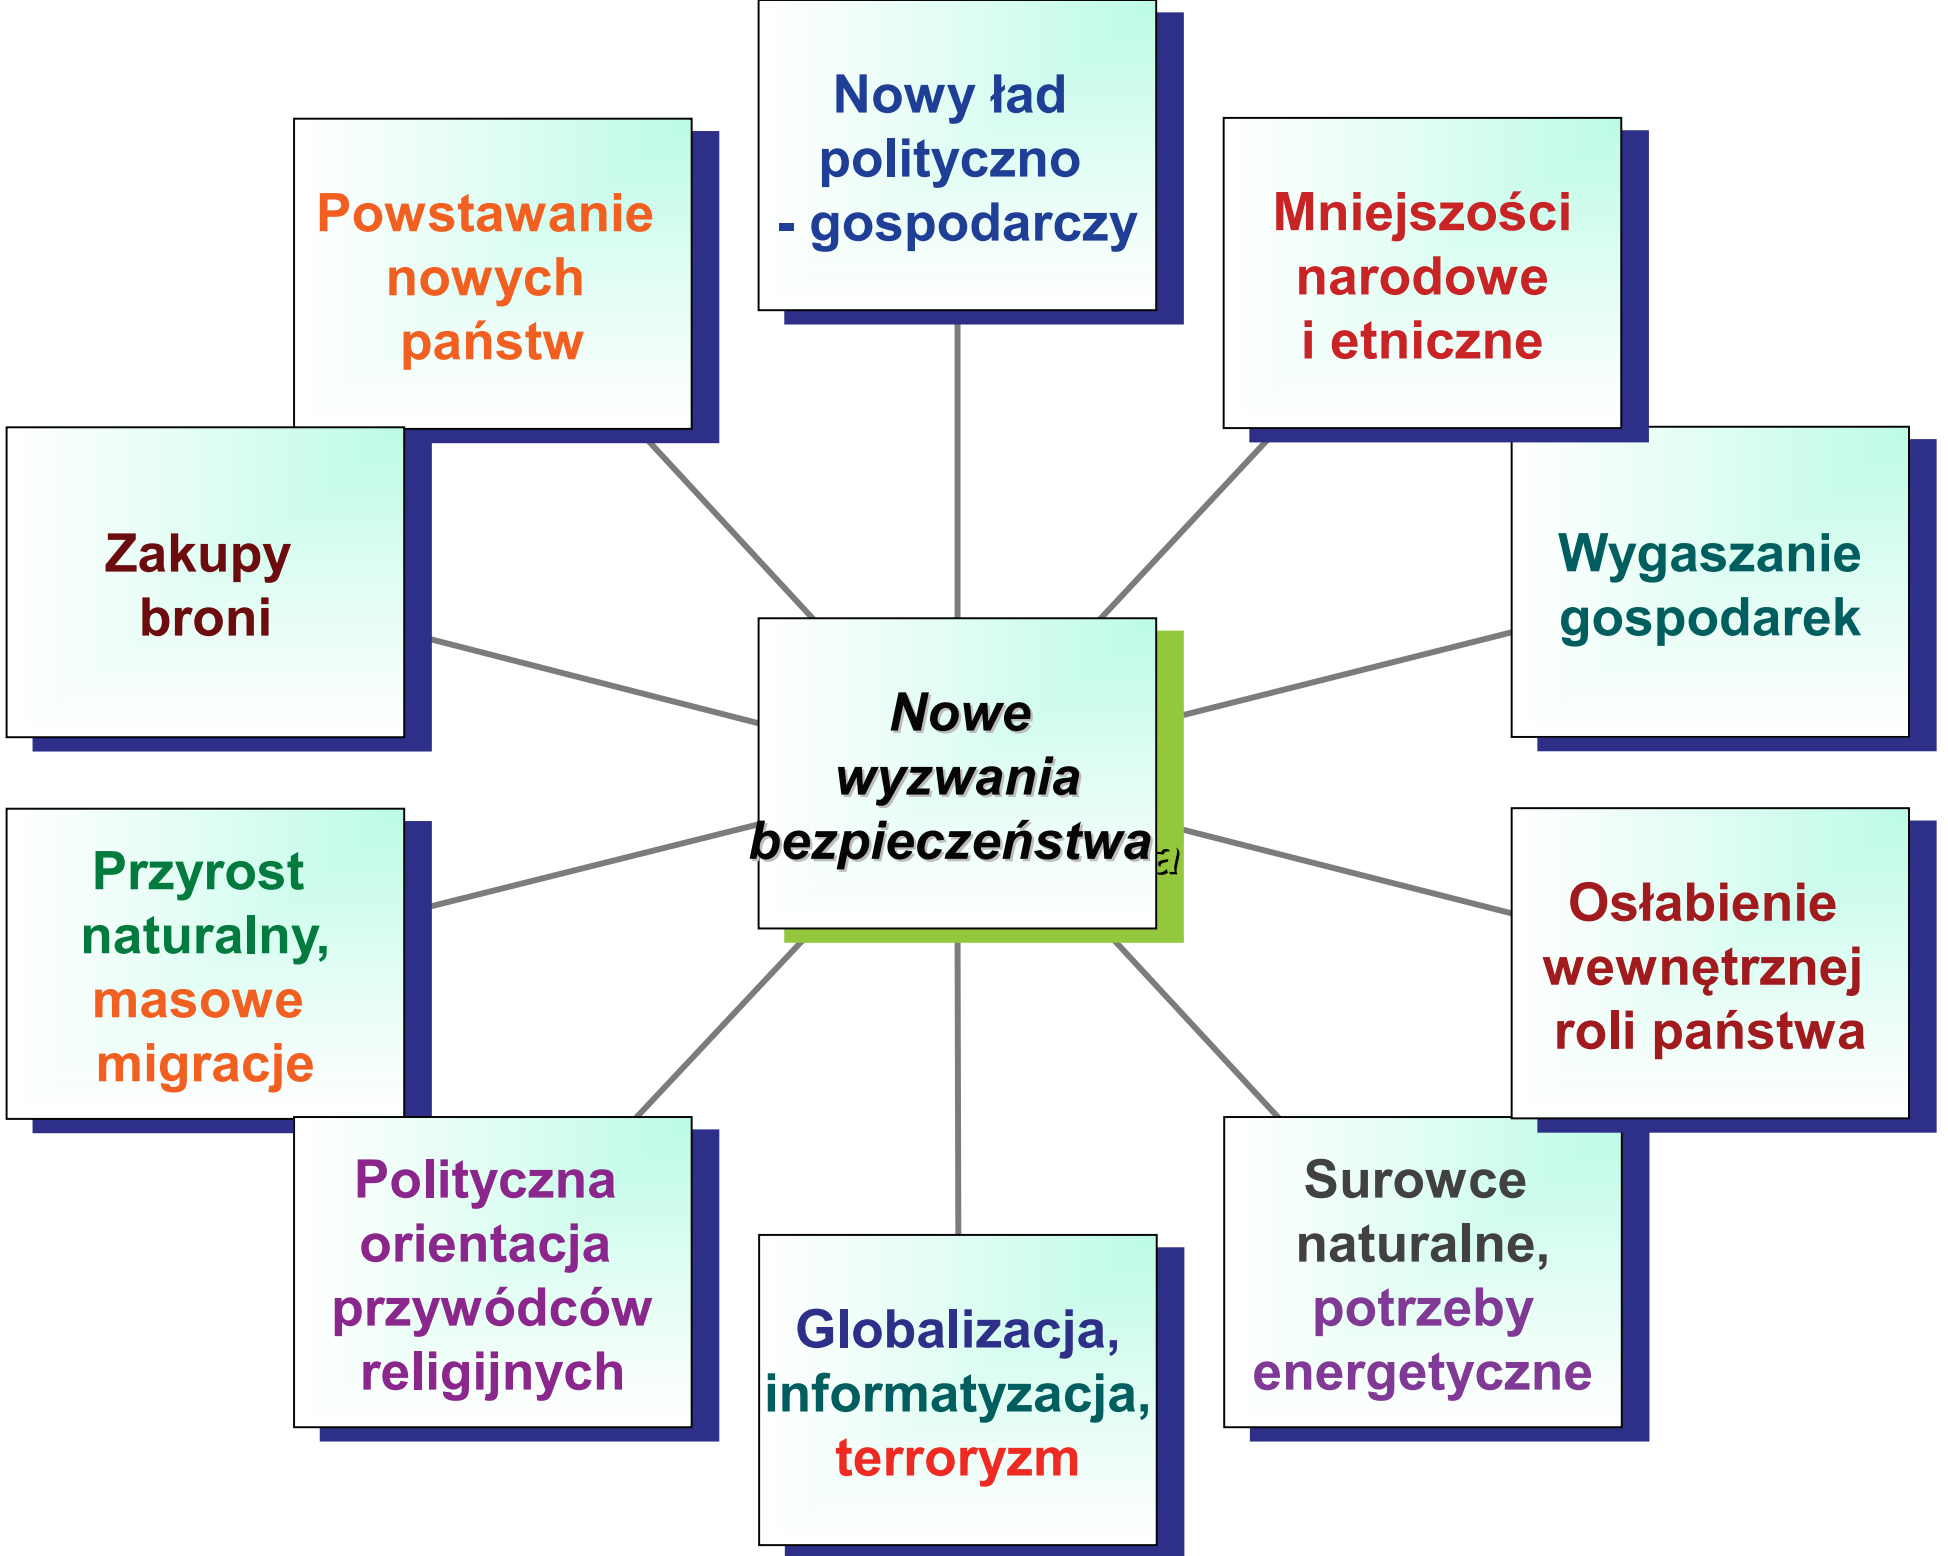 Nowy ład
polityczno
- gospodarczy
Powstawanie
nowych
państw
Mniejszości
narodowe
i etniczne
Zakupy
broni
Wygaszanie
gospodarek
Nowe
wyzwania
bezpieczeństwa
Przyrost
naturalny,
masowe
migracje
Osłabienie
wewnętrznej
roli państwa
Polityczna
orientacja
przywódców
religijnych
Surowce
naturalne,
potrzeby
energetyczne
Globalizacja,
informatyzacja,
terroryzm